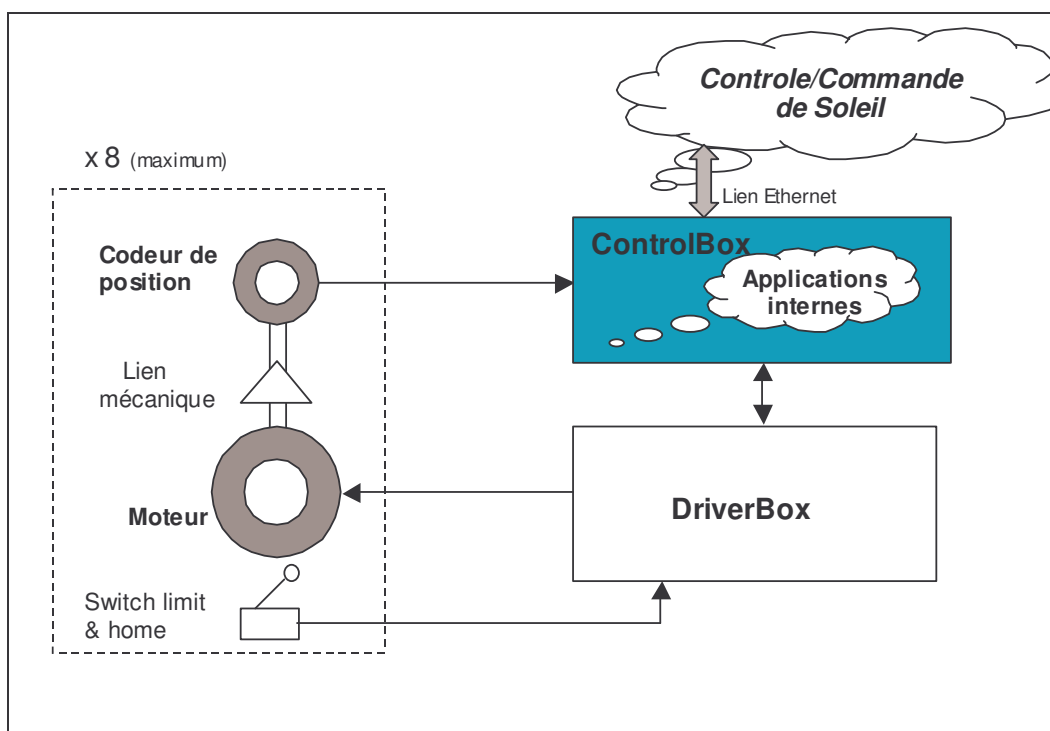 Controle/Commande
de Soleil
x 8 (maximum)
Lien Ethernet
Codeur de
position
ControlBox
Applications
internes
Lien
mécanique
Moteur
DriverBox
Switch limit
& home